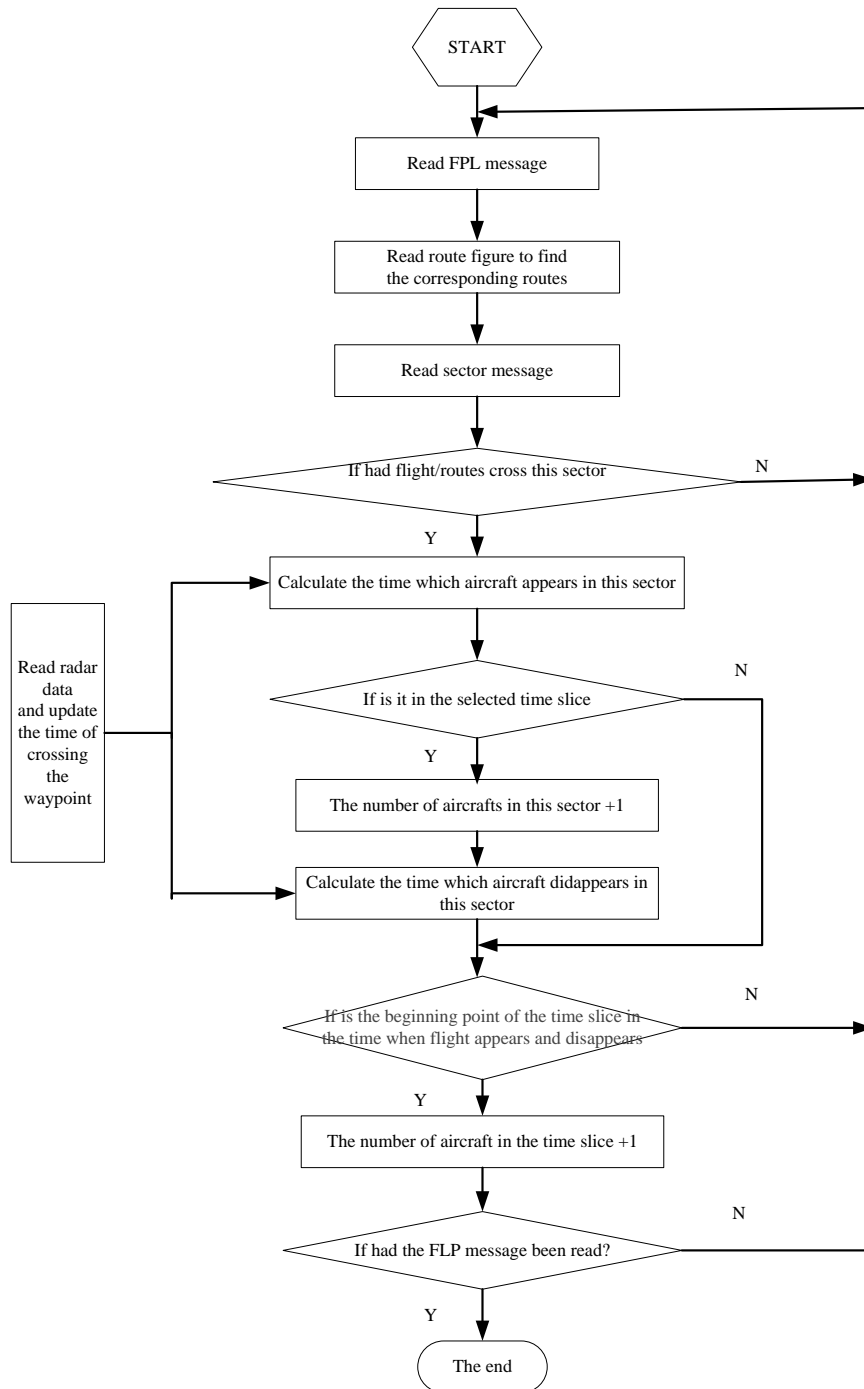 START
Read FPL message
Read route figure to find
the corresponding routes
Read sector message
If had flight/routes cross this sector
N
Y
Calculate the time which aircraft appears in this sector
Read radar
data
and update
the time of
crossing
the
waypoint
If is it in the selected time slice
N
Y
The number of aircrafts in this sector +1
Calculate the time which aircraft didappears in
this sector
If is the beginning point of the time slice in
the time when flight appears and disappears
N
Y
The number of aircraft in the time slice +1
If had the FLP message been read?
N
Y
The end